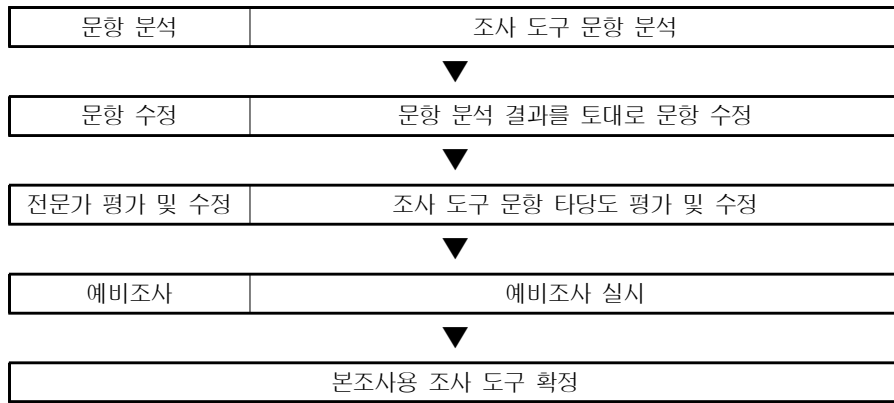 문항 분석 조사 도구 문항 분석
▼
문항 수정 문항 분석 결과를 토대로 문항 수정
▼
전문가 평가 및 수정 조사 도구 문항 타당도 평가 및 수정
▼
예비조사 예비조사 실시
▼
본조사용 조사 도구 확정